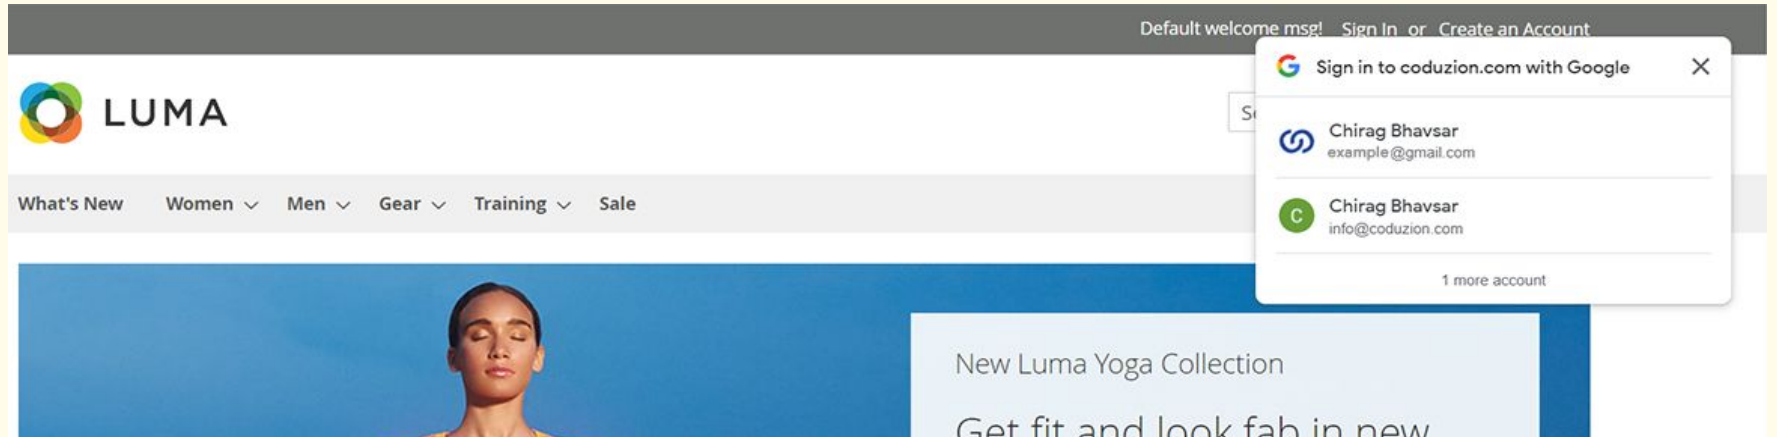 Default welcome msg! Sign In or Create an Account
Sign in to coduzion.com with Google
LUMA
Chirag Bhavsar
example@gmail.com
What's New Women Men Gear Training Sale
C
Chirag Bhavsar
info@coduzion.com
1 more account
New Luma Yoga Collection
Get fit and look fab in new